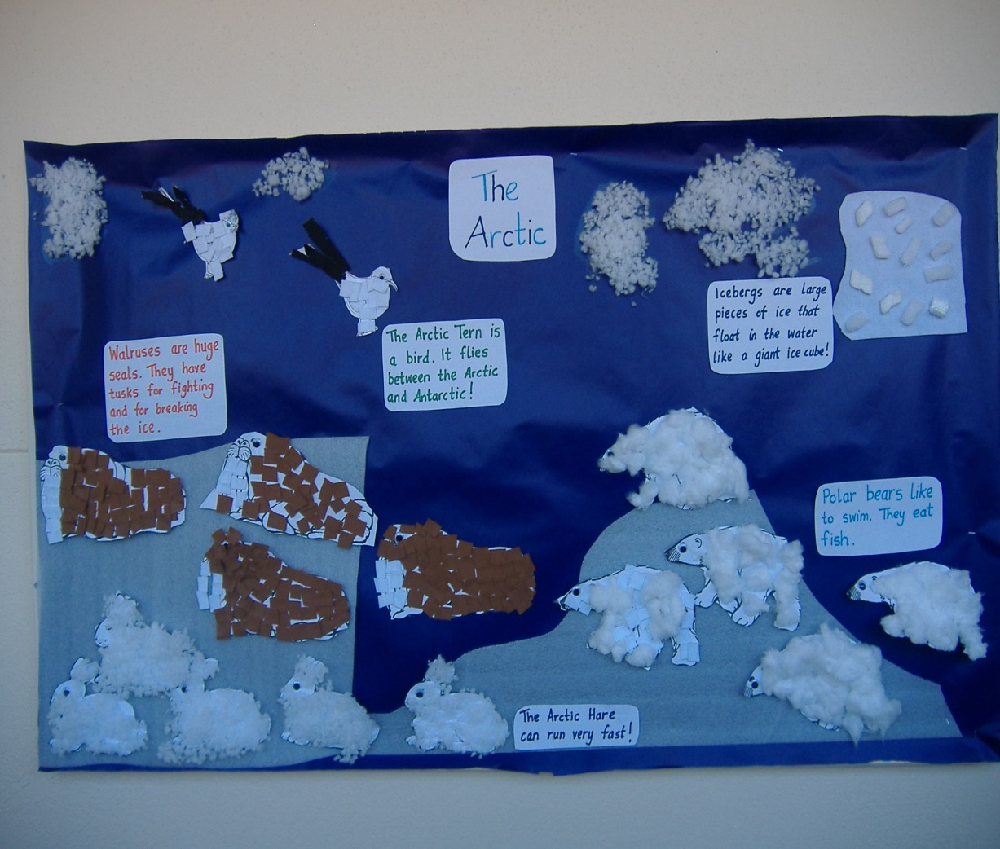 The
Arctic
Walruses are huge
seals. They have
tusks for fighting
and for breaking
the ice.
The Arctic Tern is
a bird. It flies
between the Arctic
and Antarctic!
Icebergs are large
pieces of ice that
float in the water
like a giant ice cube!
Polar bears like
to swim. They eat
fish.
The Arctic Hare
can run very fast!